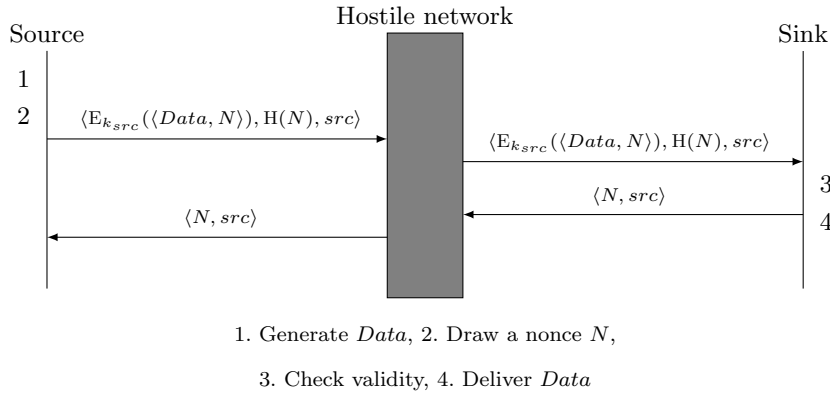 Hostile network
Source
Sink
1
2
⟨E_{k_{src}}(⟨Data, N⟩), H(N), src⟩
⟨E_{k_{src}}(⟨Data, N⟩), H(N), src⟩
3
⟨N, src⟩
4
⟨N, src⟩
1. Generate Data, 2. Draw a nonce N,
3. Check validity, 4. Deliver Data